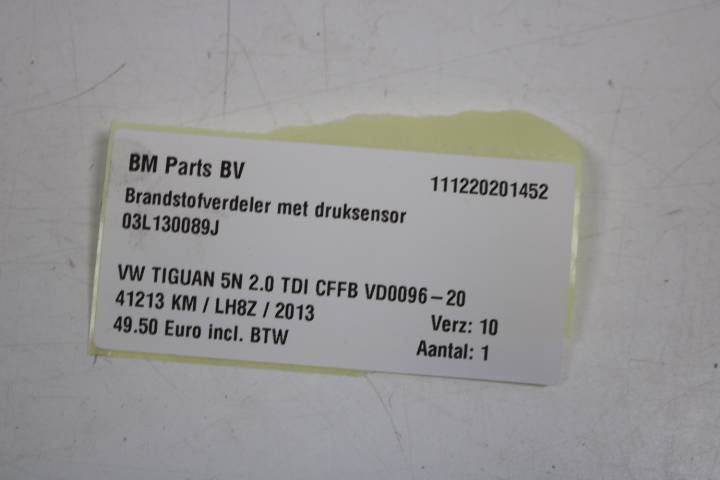 BM Parts BV
111220201452
Brandstofverdeler met druksensor
03L130089J
VW TIGUAN 5N 2.0 TDI CFFB VD0096-20
41213 KM / LH8Z / 2013
Verz: 10
49.50 Euro incl. BTW
Aantal: 1